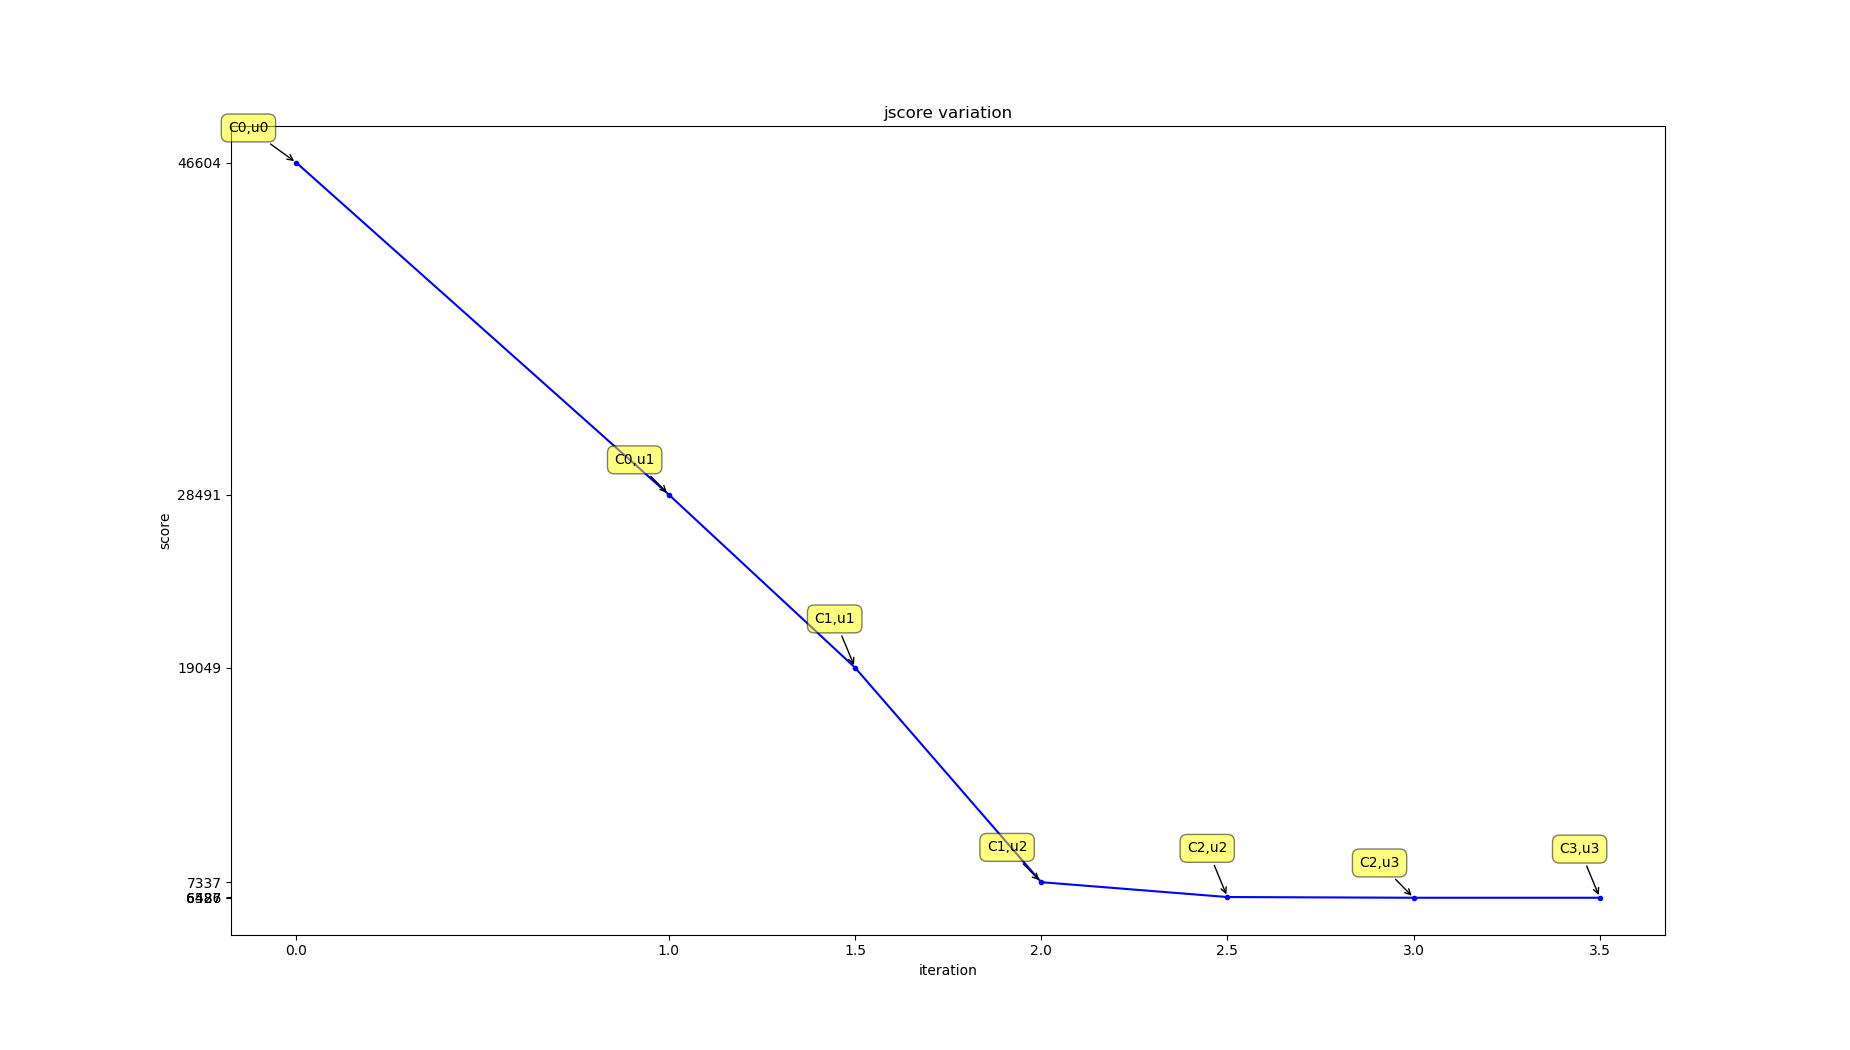 jscore variation
C0,u0
46604
C0,u1
28491
score
C1,u1
19049
C1,u2
C2,u2
C2,u3
C3,u3
7337
0.0 1.0 1.5 2.0 2.5 3.0 3.5
iteration